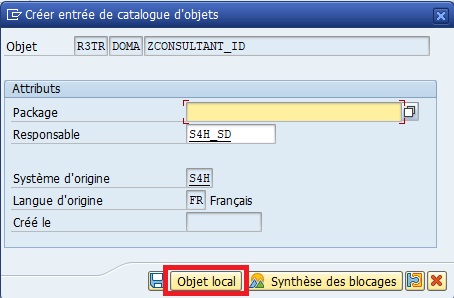 Créer entrée de catalogue d'objets
Objet R3TR DOMA ZCONSULTANT_ID
Attributs
Package
Responsable S4H_SD
Système d'origine S4H
Langue d'origine FR Français
Créé le
Objet local Synthèse des blocages